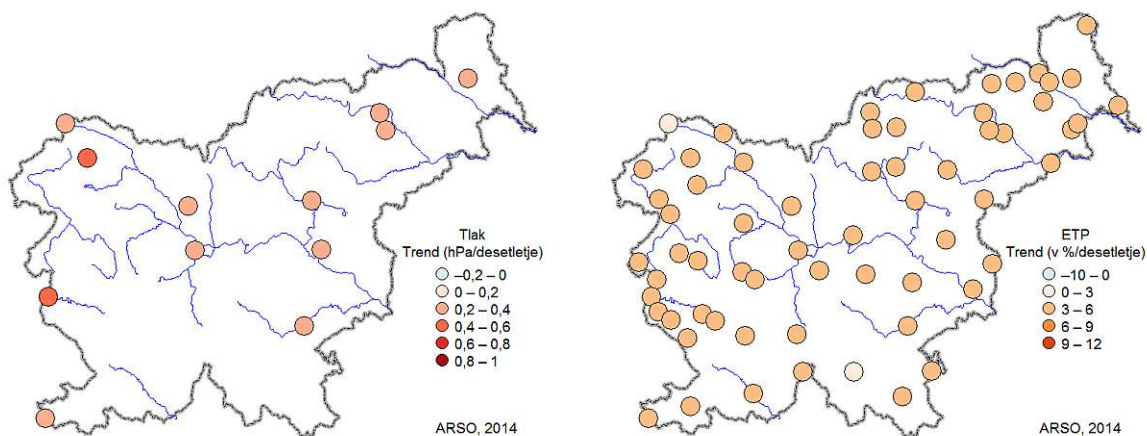 Tlak
Trend (hPa/desetletje)
–0,2 – 0
0 – 0,2
0,2 – 0,4
0,4 – 0,6
0,6 – 0,8
0,8 – 1
ARSO, 2014
ETP
Trend (v %/desetletje)
–10 – 0
0 – 3
3 – 6
6 – 9
9 – 12
ARSO, 2014